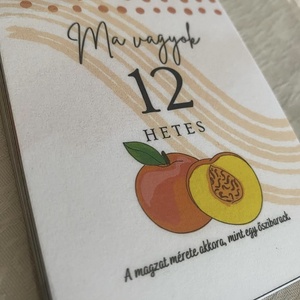 Ma vagyok
12
HETES
A magzat mérete akkora, mint egy őszibarack